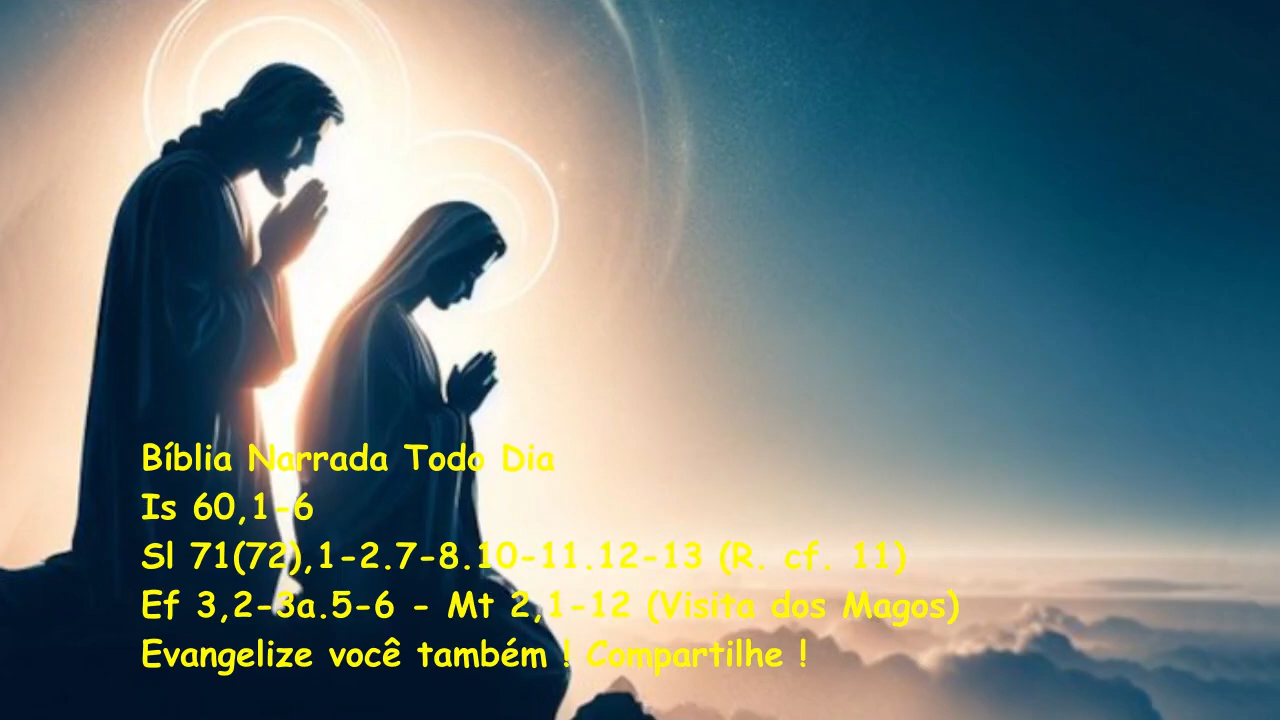 Bíblia Narrada Todo Dia
Is 60,1-6
Sl 71(72),1-2.7-8.10-11.12-13 (R. cf. 11)
Ef 3,2-3a.5-6 - Mt 2,1-12 (Visita dos Magos)
Evangelize você também ! Compartilhe !